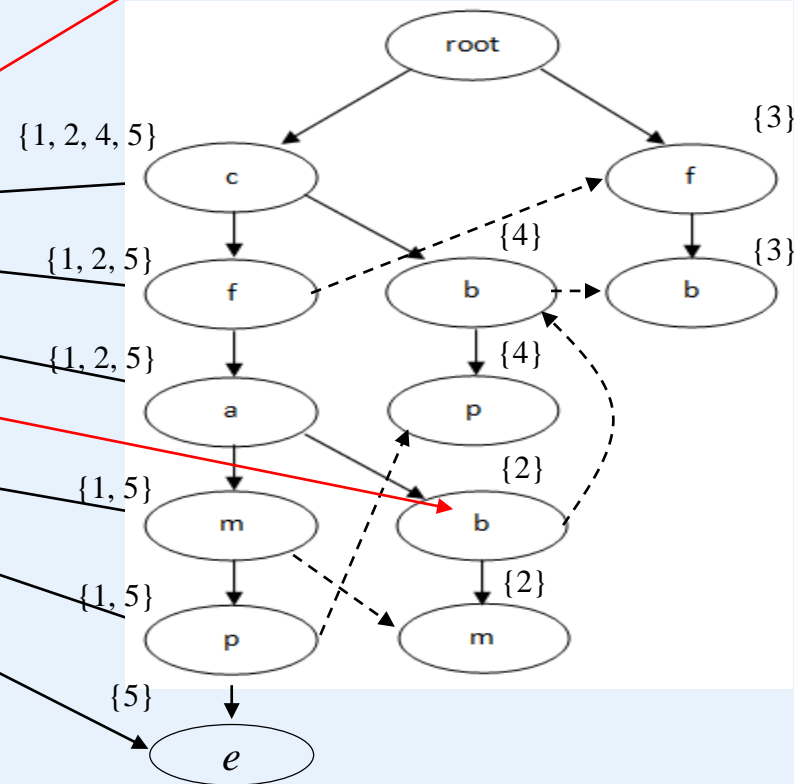 root
{3}
{1, 2, 4, 5}
c
f
{4}
{3}
{1, 2, 5}
f
b
b
{4}
{1, 2, 5}
a
p
{2}
{1, 5}
m
b
{2}
{1, 5}
p
m
{5}
e